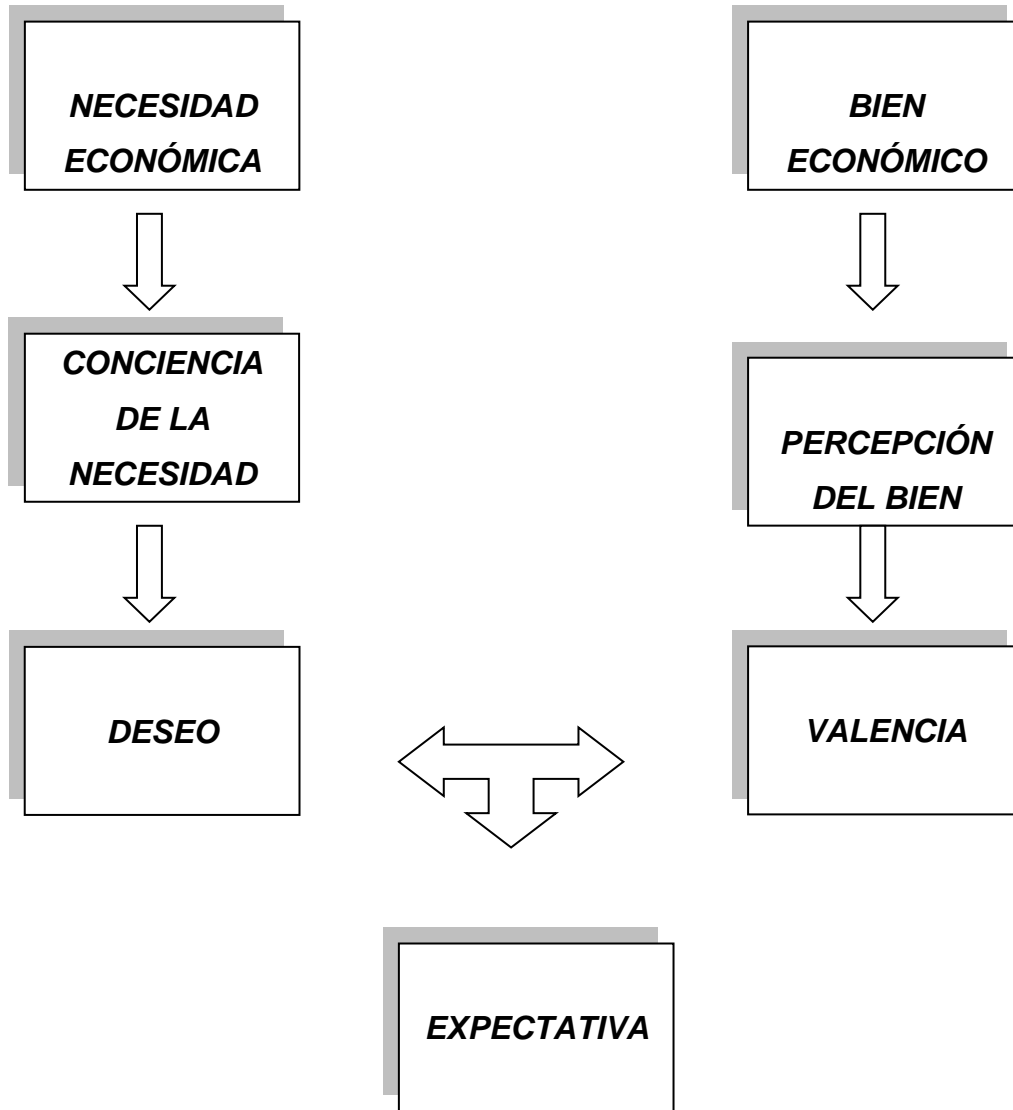 NECESIDAD
ECONÓMICA
BIEN
ECONÓMICO
CONCIENCIA
DE LA
NECESIDAD
PERCEPCIÓN
DEL BIEN
DESEO
VALENCIA
EXPECTATIVA